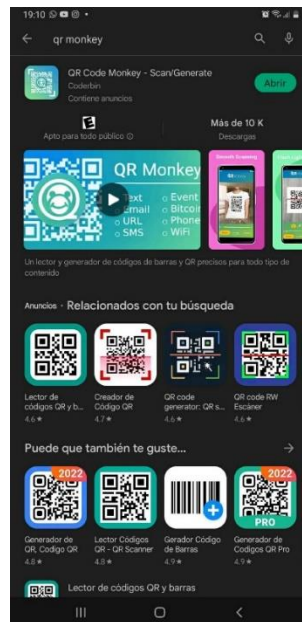 19:10
qr monkey
QR Code Monkey - Scan/Generate
Coderbin
Contiene anuncios
Abrir
E
Apto para todo público
Más de 10 K
Descargas
QR Monkey
Text
Email
URL
SMS
Event
Bitcoin
Phone
WiFi
Un lector y generador de códigos de barras y QR precisos para todo tipo de
contenido
Anuncios · Relacionados con tu búsqueda
Lector de
códigos QR y b...
4.6★
Creador de
Código QR
4.7★
QR code
generator: QR s...
4.6★
QR code RW
Escáner
4.6★
Puede que también te guste...
2022
Generador de
QR, Codigo QR
4.8★
Lector Códigos
QR - QR Scanner
4.8★
Gerador Código
de Barras
4.9★
2022
PRO
Generador de
Codigos QR Pro
4.9★
Lector de códigos QR y barras